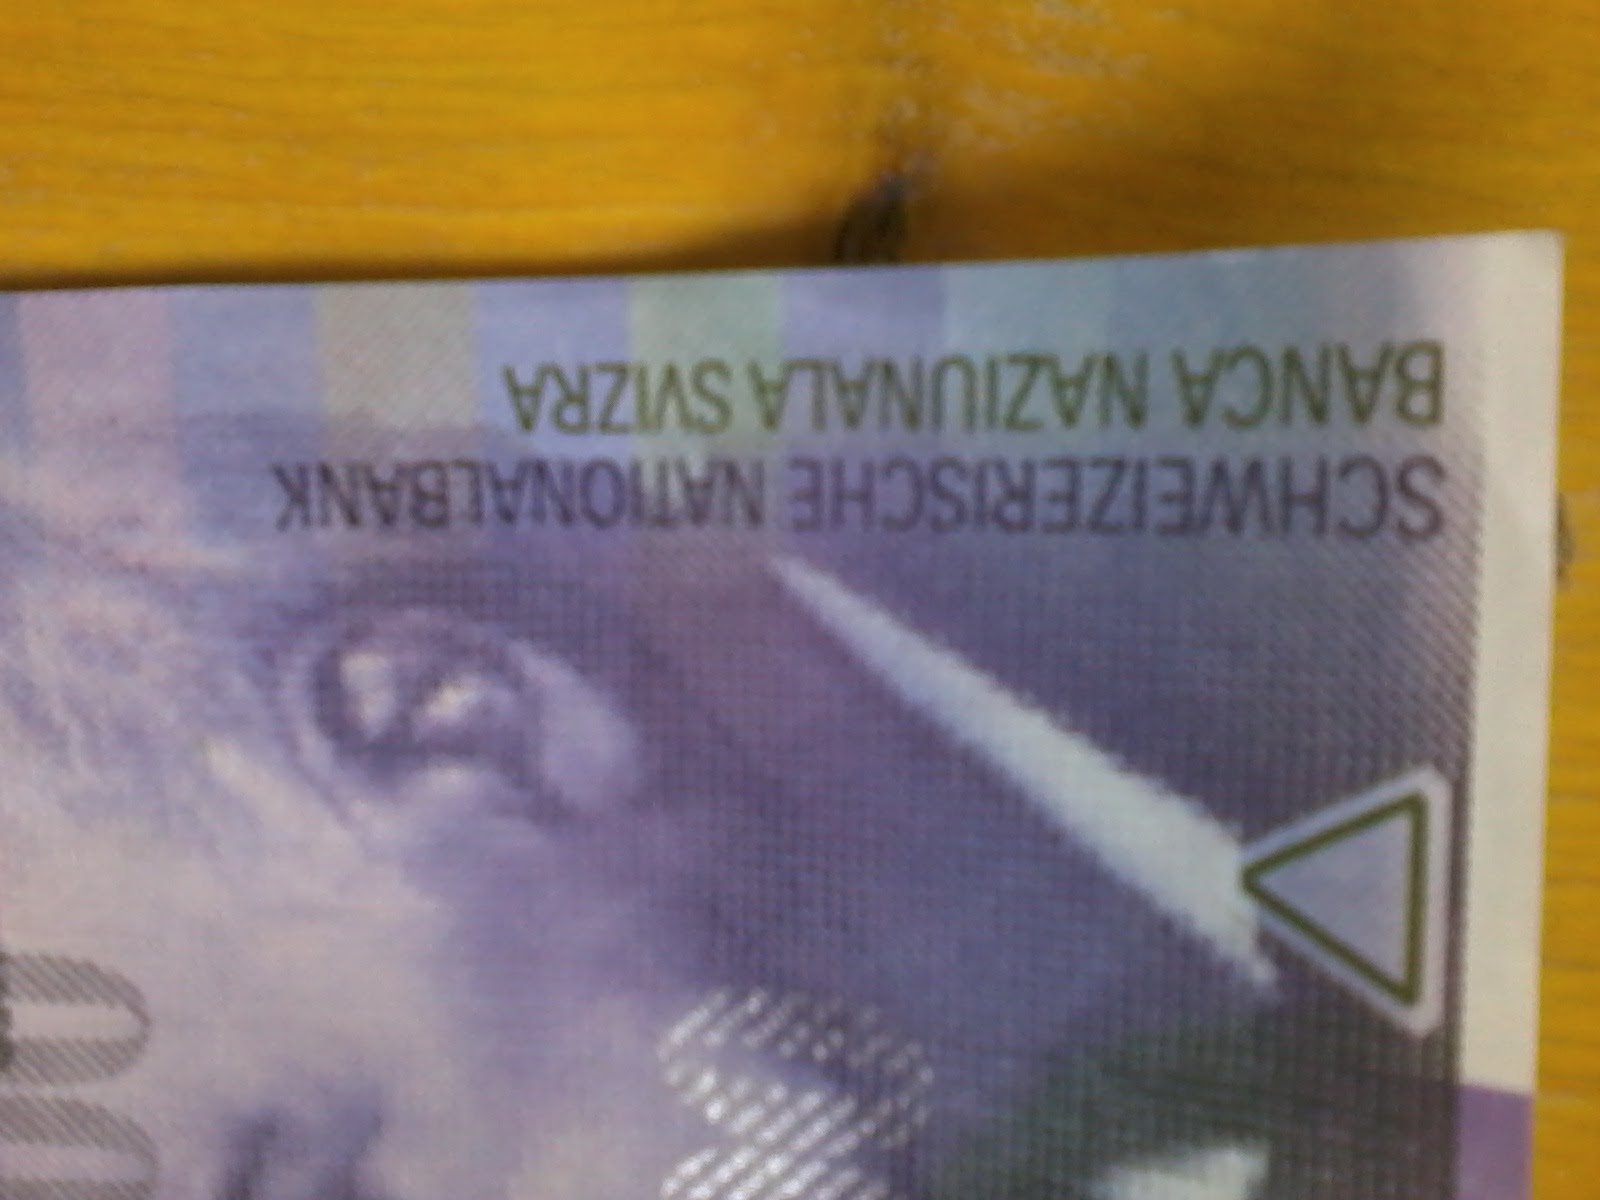 SCHWEIZERISCHE NATIONALBANK
BANCA NAZIUNALA SVIZRA